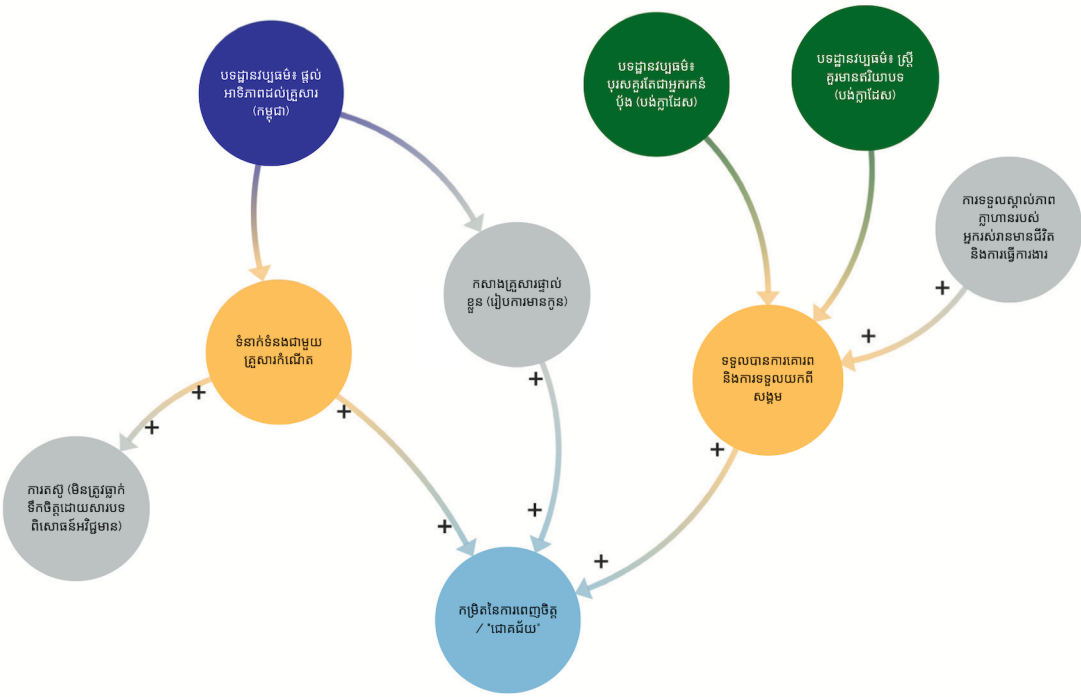 បទដ្ឋានវប្បធម៌៖ ផ្តល់
អាទិភាពដល់គ្រួសារ
(កម្ពុជា)
បទដ្ឋានវប្បធម៌៖
បុរសគួរតែជាអ្នករកនំ
ប៉័ង (បង់ក្លាដែស)
បទដ្ឋានវប្បធម៌៖ ស្ត្រី
គួរមានឥរិយាបទ
(បង់ក្លាដែស)
ការទទួលស្គាល់ភាព
ក្លាហានរបស់
អ្នករស់រានមានជីវិត
និងការធ្វើការងារ
កសាងគ្រួសារផ្ទាល់
ខ្លួន (រៀបការមានកូន)
ទំនាក់ទំនងជាមួយ
គ្រួសារកំណើត
ទទួលបានការគោរព
និងការទទួលយកពី
សង្គម
ការតស៊ូ (មិនត្រូវធ្លាក់
ទឹកចិត្តដោយសារបទ
ពិសោធន៍អវិជ្ជមាន)
កម្រិតនៃការពេញចិត្ត
/ "ជោគជ័យ"
+
+
+
+
+
+
+
+
+
+